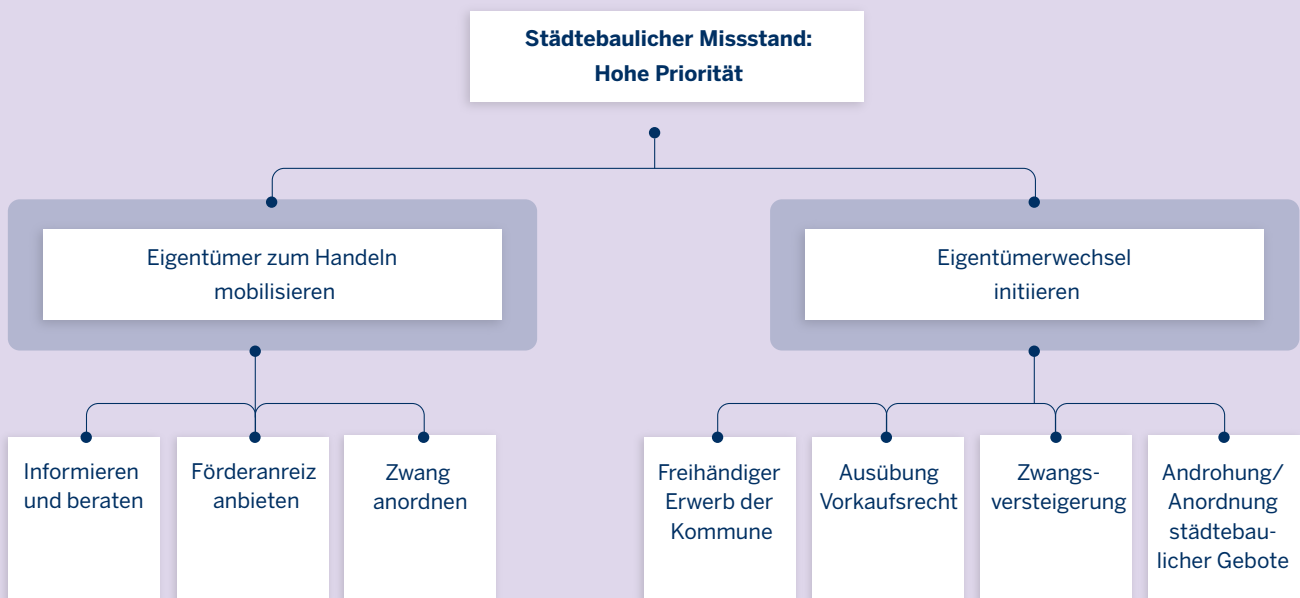 Städtebaulicher Missstand:
Hohe Priorität
Eigentümer zum Handeln
mobilisieren
Eigentümerwechsel
initiieren
Informieren
und beraten
Förderanreiz
anbieten
Zwang
anordnen
Freihändiger
Erwerb der
Kommune
Ausübung
Vorkaufsrecht
Zwangs-
versteigerung
Androhung/
Anordnung
städtebau-
licher Gebote